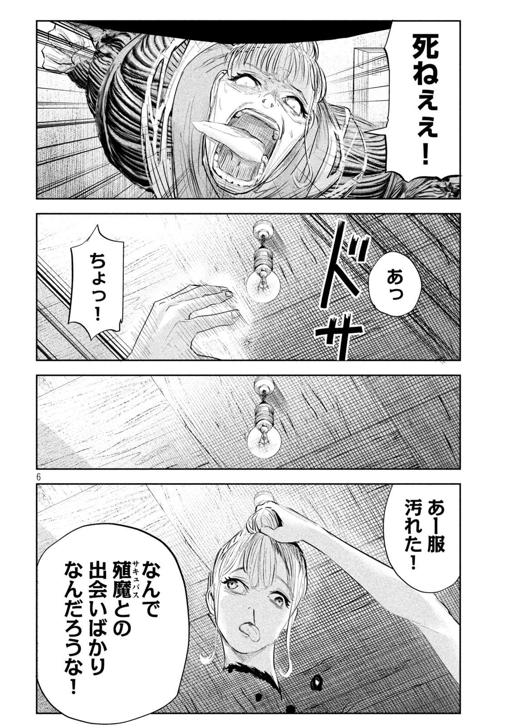 死ねぇぇ！
あっ
ドサ
ちょっ！
6
あー服
汚れた！
なんで
殖魔との
サキュバス
出会いばかり
なんだろうな！